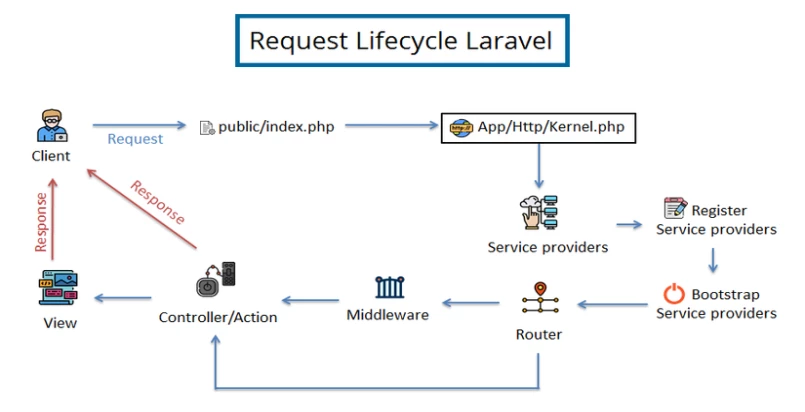 Request Lifecycle Laravel
Client
Request
public/index.php
http://
App/Http/Kernel.php
Service providers
Register
Service providers
Bootstrap
Service providers
Router
Middleware
Controller/Action
View
Response
Response